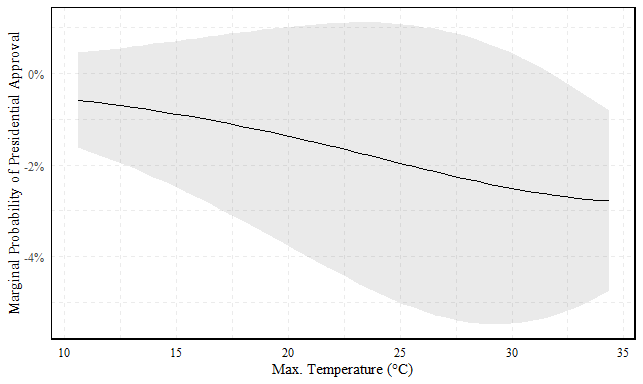 Marginal Probability of Presidential Approval
0%
-2%
-4%
10 15 20 25 30 35
Max. Temperature (°C)